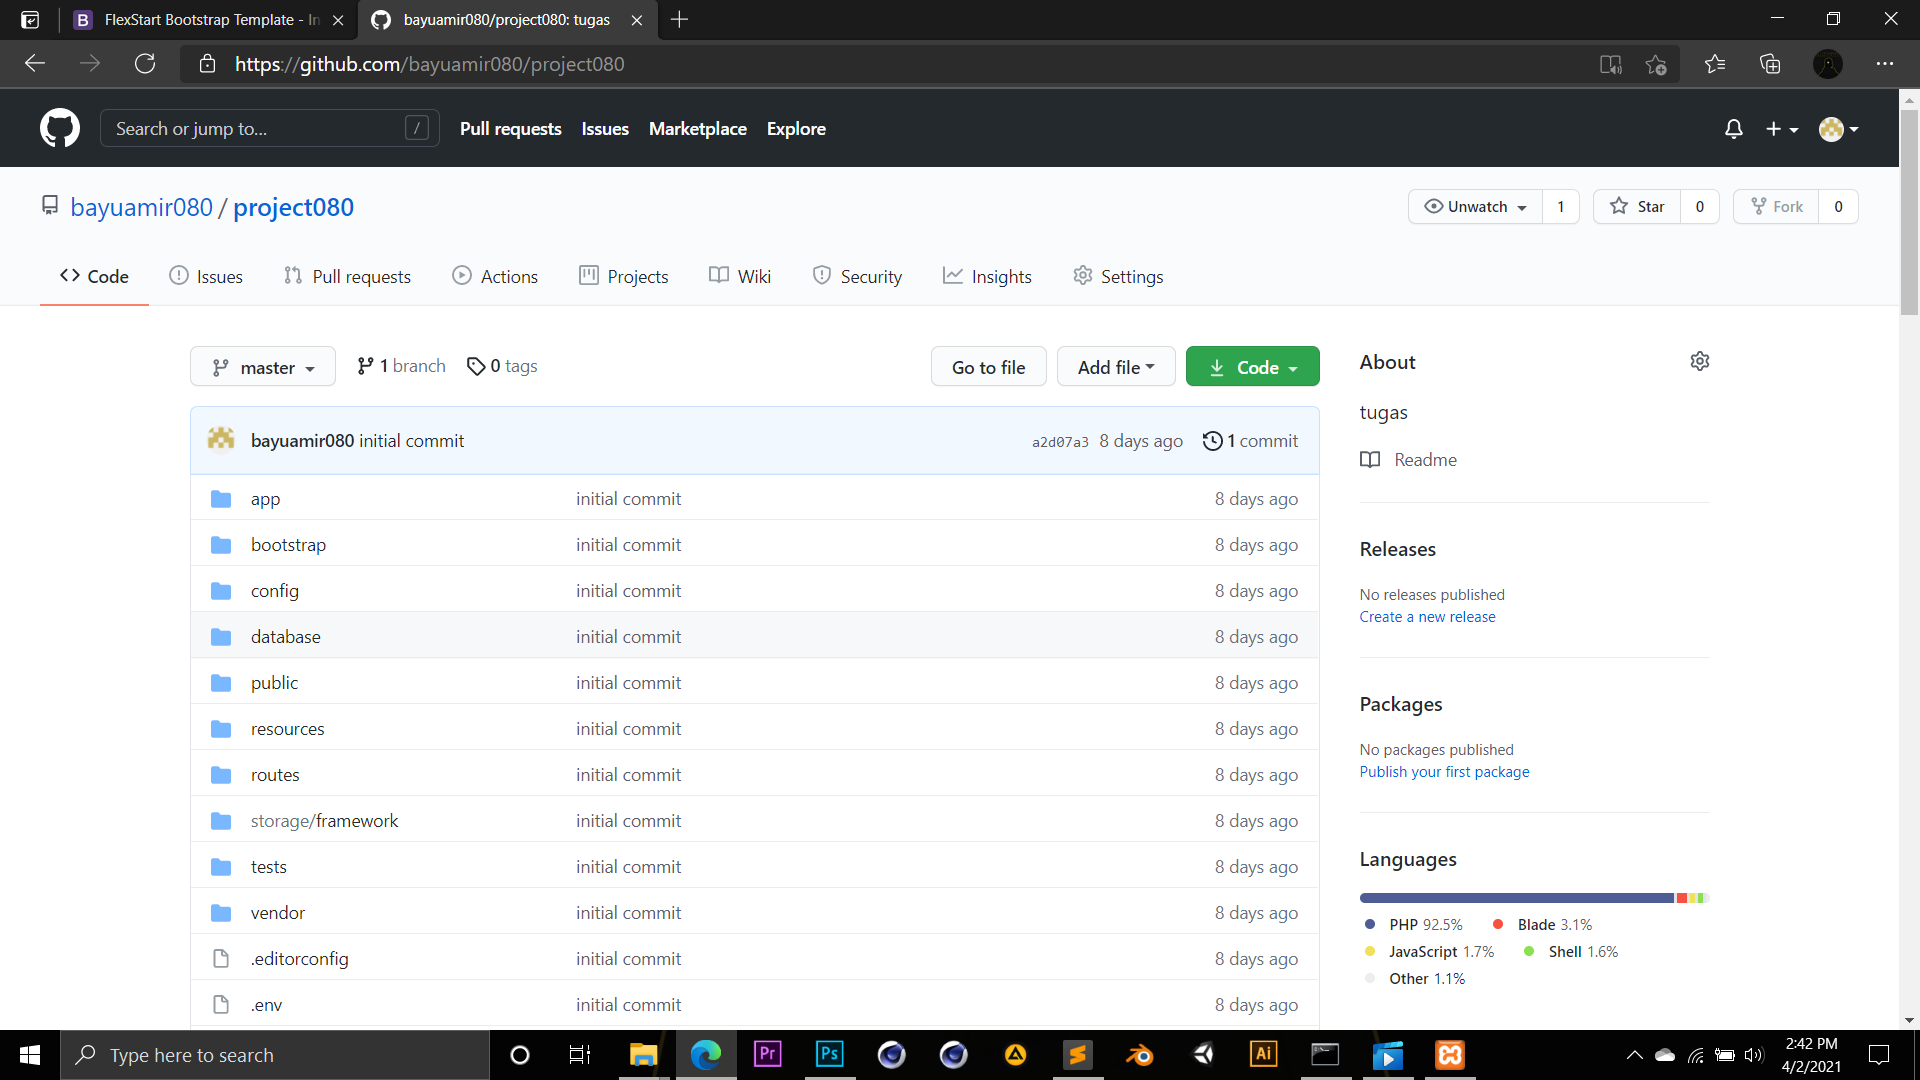 FlexStart Bootstrap Template - In
bayuamir080/project080: tugas
https://github.com/bayuamir080/project080
Search or jump to...
/
Pull requests
Issues
Marketplace
Explore
bayuamir080 / project080
Unwatch
1
Star
0
Fork
0
Code
Issues
Pull requests
Actions
Projects
Wiki
Security
Insights
Settings
master
1 branch
0 tags
Go to file
Add file
Code
bayuamir080 initial commit
a2d07a3 8 days ago
1 commit
app initial commit 8 days ago
bootstrap initial commit 8 days ago
config initial commit 8 days ago
database initial commit 8 days ago
public initial commit 8 days ago
resources initial commit 8 days ago
routes initial commit 8 days ago
storage/framework initial commit 8 days ago
tests initial commit 8 days ago
vendor initial commit 8 days ago
.editorconfig initial commit 8 days ago
.env initial commit 8 days ago
About
tugas
Readme
Releases
No releases published
Create a new release
Packages
No packages published
Publish your first package
Languages
PHP 92.5%
Blade 3.1%
JavaScript 1.7%
Shell 1.6%
Other 1.1%
Type here to search
Pr
Ps
Ai
2:42 PM
4/2/2021